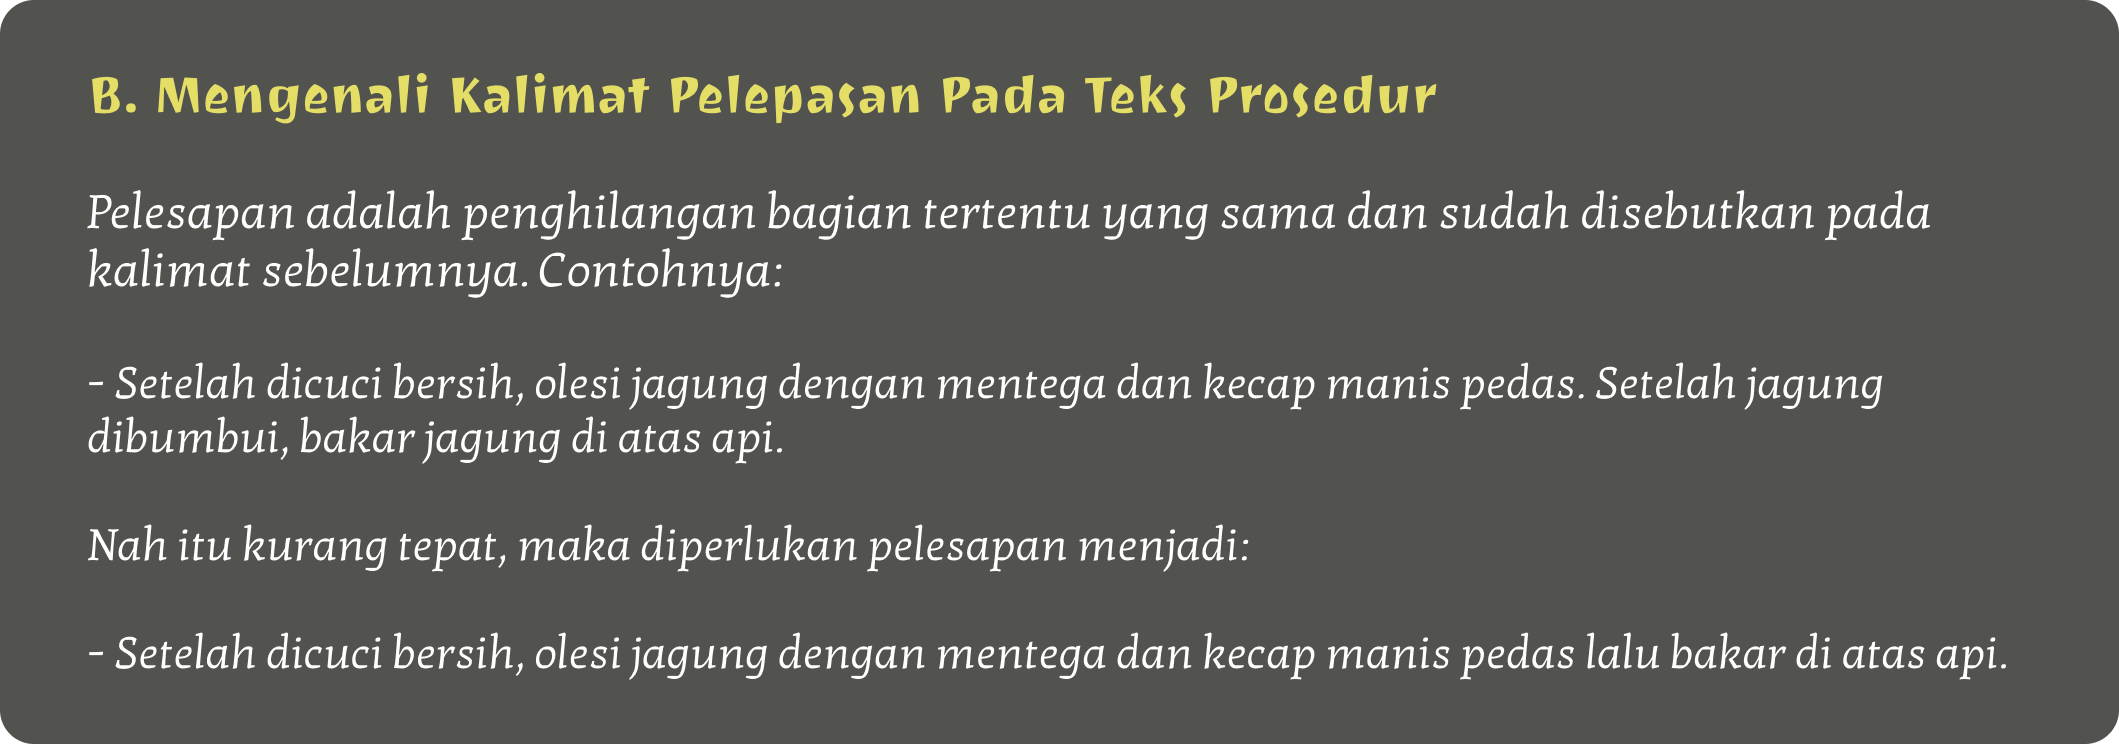 B. Mengenali Kalimat Pelepasan Pada Teks Prosedur
Pelesapan adalah penghilangan bagian tertentu yang sama dan sudah disebutkan pada
kalimat sebelumnya. Contohnya:
- Setelah dicuci bersih, olesi jagung dengan mentega dan kecap manis pedas. Setelah jagung
dibumbui, bakar jagung di atas api.
Nah itu kurang tepat, maka diperlukan pelesapan menjadi:
- Setelah dicuci bersih, olesi jagung dengan mentega dan kecap manis pedas lalu bakar di atas api.